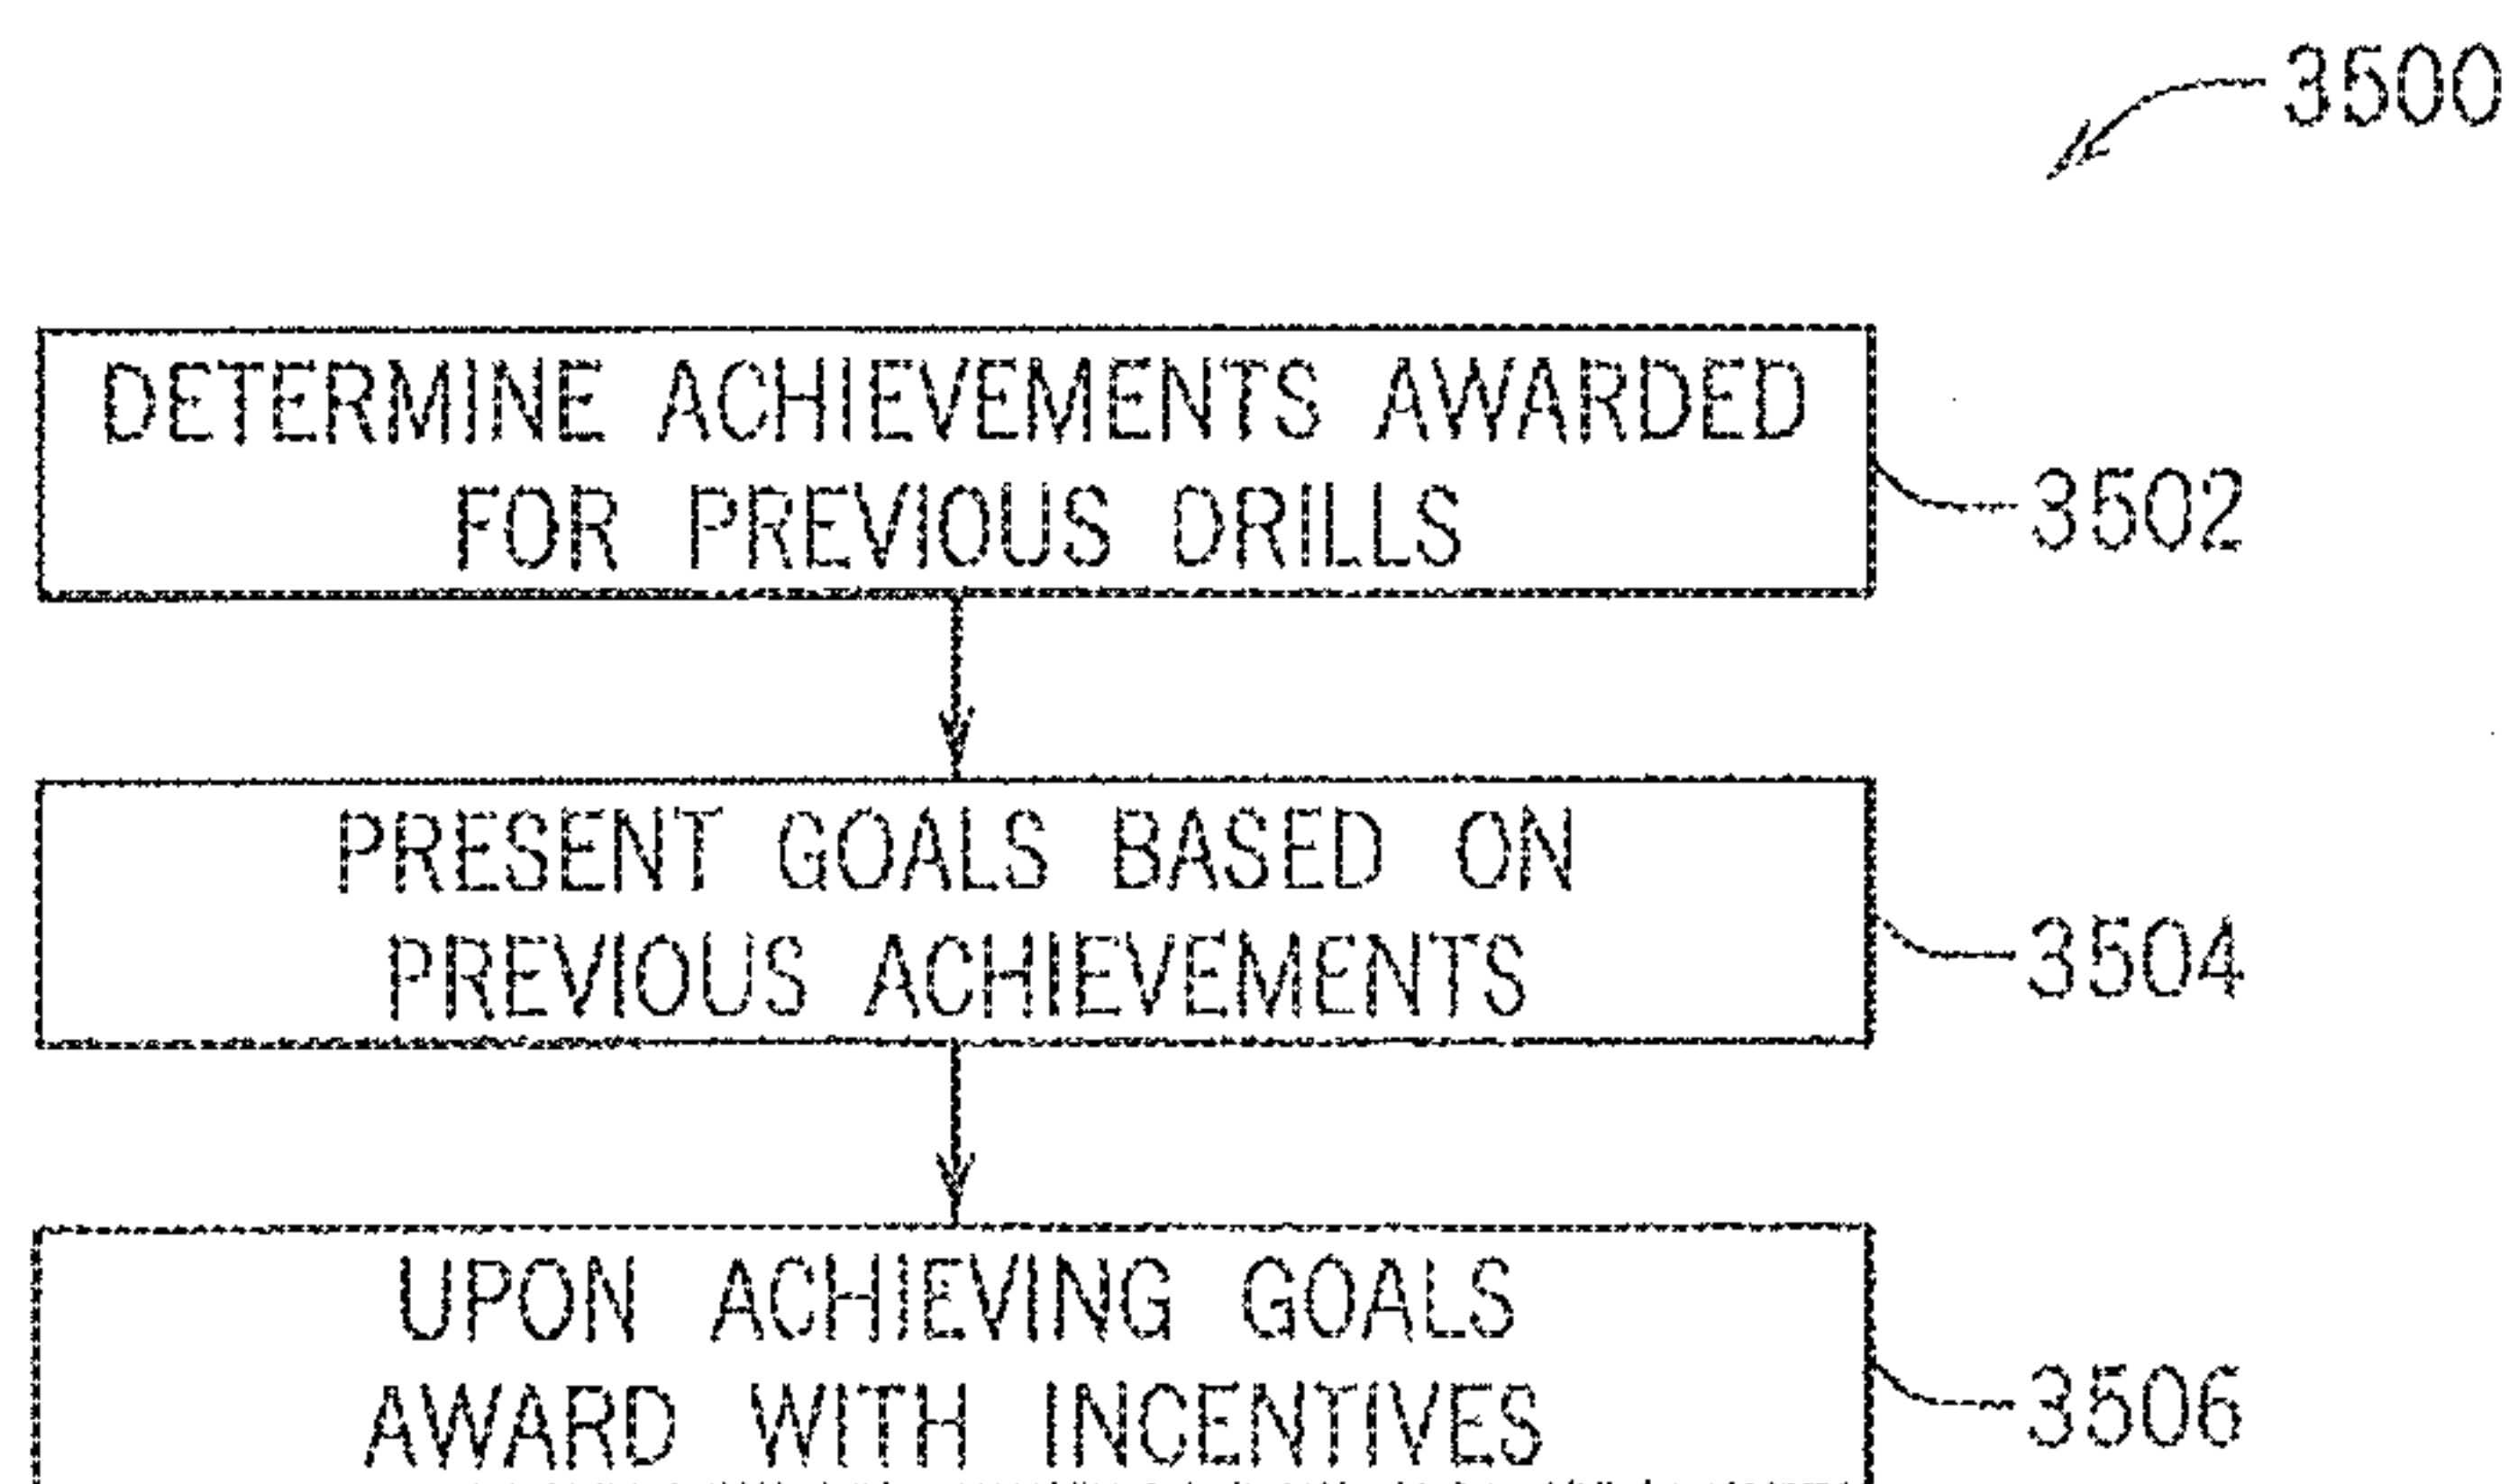 3500
DETERMINE ACHIEVEMENTS AWARDED
FOR PREVIOUS DRILLS
3502
PRESENT GOALS BASED ON
PREVIOUS ACHIEVEMENTS
3504
UPON ACHIEVING GOALS
AWARD WITH INCENTIVES
3506